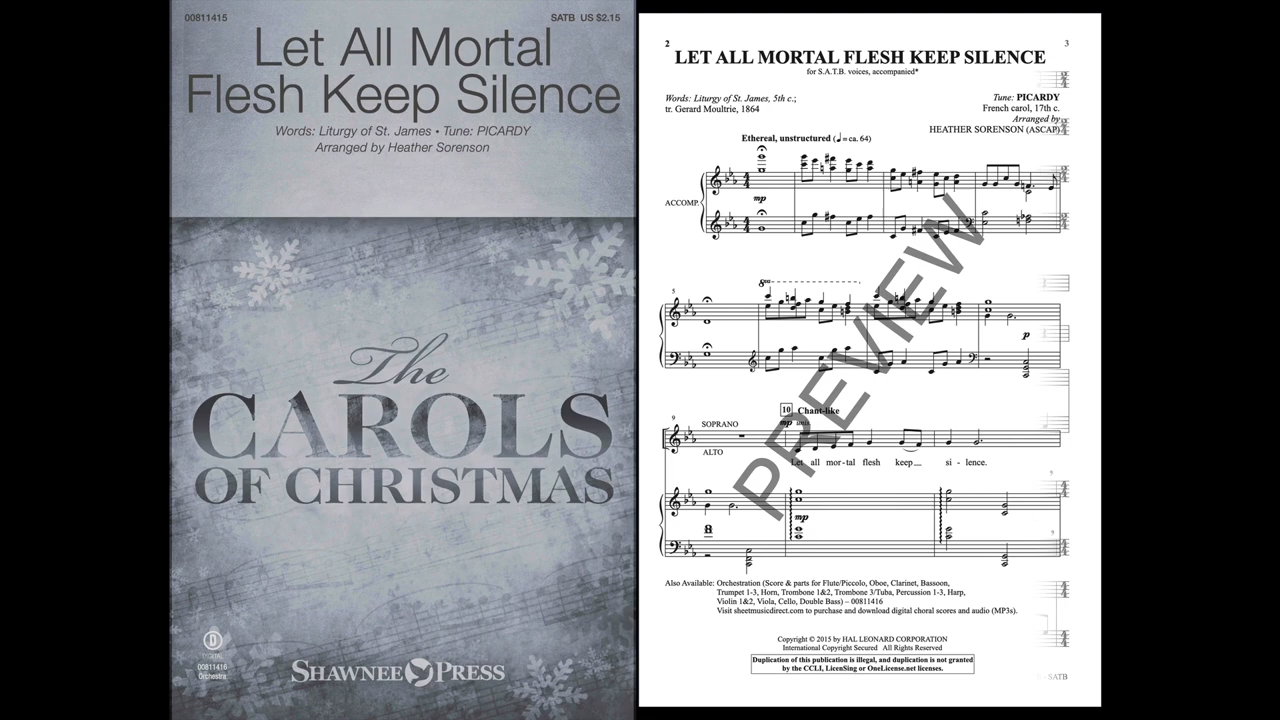 00811415
SATB US $2.15
Let All Mortal
Flesh Keep Silence
Words: Liturgy of St. James • Tune: PICARDY
Arranged by Heather Sorenson
The
CAROLS
OF CHRISTMAS
D
DIGITAL
00811416
Orchestra
SHAWNEE PRESS
2
3
LET ALL MORTAL FLESH KEEP SILENCE
for S.A.T.B. voices, accompanied*
Words: Liturgy of St. James, 5th c.;
tr. Gerard Moultrie, 1864
Tune: PICARDY
French carol, 17th c.
Arranged by
HEATHER SORENSON (ASCAP)
Ethereal, unstructured (♩= ca. 64)
ACCOMP.
mp
5
8va
p
PREVIEW
10 Chant-like
9
SOPRANO
mp unis.
ALTO
Let all mor-tal flesh keep si - lence.
mp
Also Available: Orchestration (Score & parts for Flute/Piccolo, Oboe, Clarinet, Bassoon,
Trumpet 1-3, Horn, Trombone 1&2, Trombone 3/Tuba, Percussion 1-3, Harp,
Violin 1&2, Viola, Cello, Double Bass) – 00811416
Visit sheetmusicdirect.com to purchase and download digital choral scores and audio (MP3s).
Copyright © 2015 by HAL LEONARD CORPORATION
International Copyright Secured All Rights Reserved
Duplication of this publication is illegal, and duplication is not granted
by the CCLI, LicenSing or OneLicense.net licenses.
- SATB